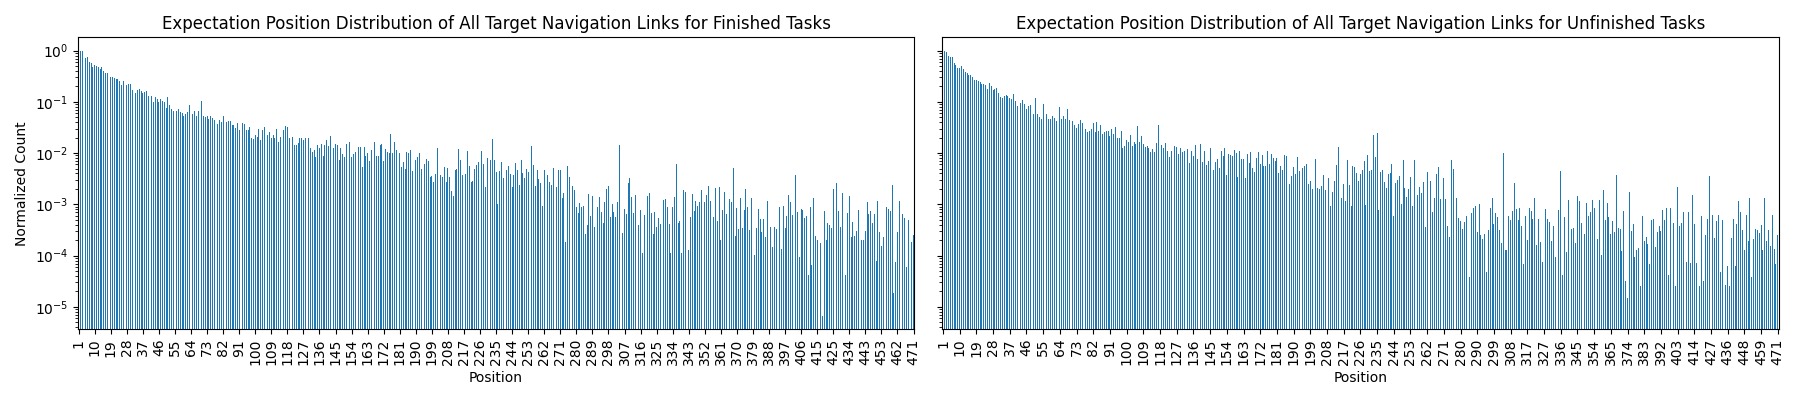 Expectation Position Distribution of All Target Navigation Links for Finished Tasks
Normalized Count
10^0
10^-1
10^-2
10^-3
10^-4
10^-5
1 10 19 28 37 46 55 64 73 82 91 100 109 118 127 136 145 154 163 172 181 190 199 208 217 226 235 244 253 262 271 280 289 298 307 316 325 334 343 352 361 370 379 388 397 406 415 425 434 443 453 462 471
Position
Expectation Position Distribution of All Target Navigation Links for Unfinished Tasks
1 10 19 28 37 46 55 64 73 82 91 100 109 118 127 136 145 154 163 172 181 190 199 208 217 226 235 244 253 262 271 280 290 299 308 317 327 336 345 354 365 374 383 392 403 414 427 436 448 459 471
Position